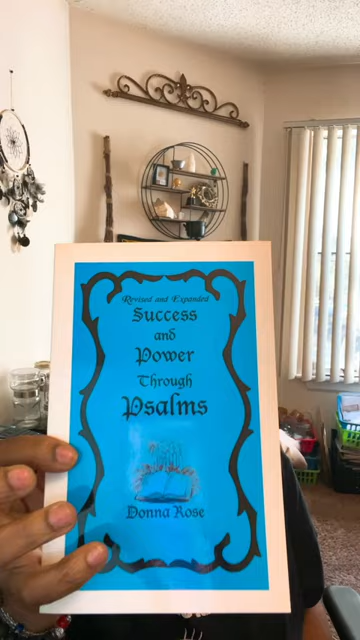 Revised and Expanded
Success
and
Power
Through
Psalms
Donna Rose